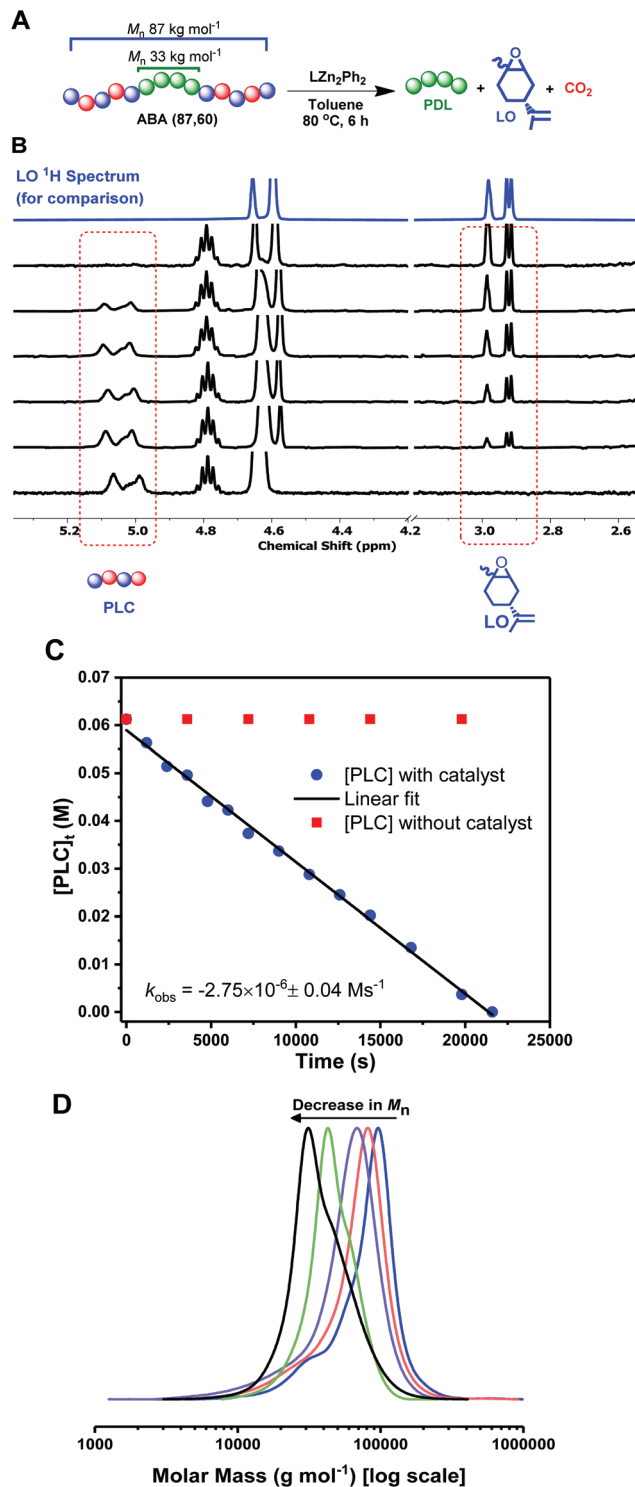 A
Mn 87 kg mol-1
Mn 33 kg mol-1
ABA (87,60)
LZn2Ph2
Toluene
80 °C, 6 h
PDL
+
O
LO
+
CO2
B
LO 1H Spectrum
(for comparison)
5.2 5.0 4.8 4.6 4.4 4.2 3.0 2.8 2.6
Chemical Shift (ppm)
PLC
O
LO
C
[PLC]t (M)
0.07
0.06
0.05
0.04
0.03
0.02
0.01
0.00
[PLC] with catalyst
Linear fit
[PLC] without catalyst
kobs = -2.75×10-6± 0.04 Ms-1
0 5000 10000 15000 20000 25000
Time (s)
D
Decrease in Mn
1000 10000 100000 1000000
Molar Mass (g mol-1) [log scale]